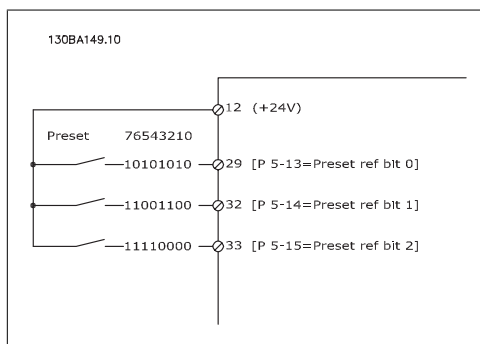 130BA149.10
12 (+24V)
Preset 76543210
10101010 29 [P 5-13=Preset ref bit 0]
11001100 32 [P 5-14=Preset ref bit 1]
11110000 33 [P 5-15=Preset ref bit 2]